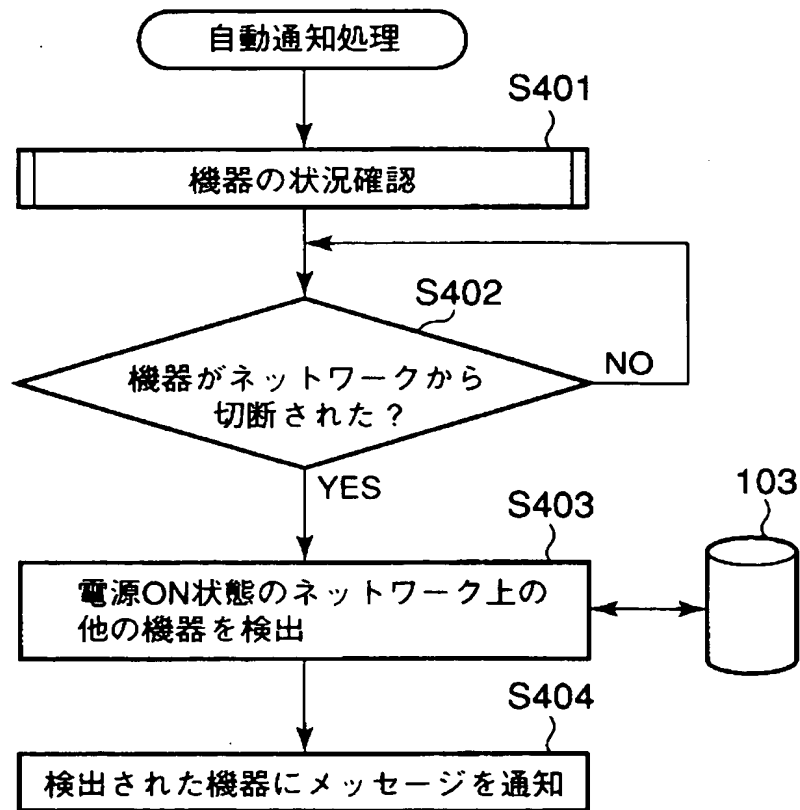 自動通知処理
S401
機器の状況確認
S402
機器がネットワークから
切断された?
NO
YES
S403
103
電源ON状態のネットワーク上の
他の機器を検出
S404
検出された機器にメッセージを通知